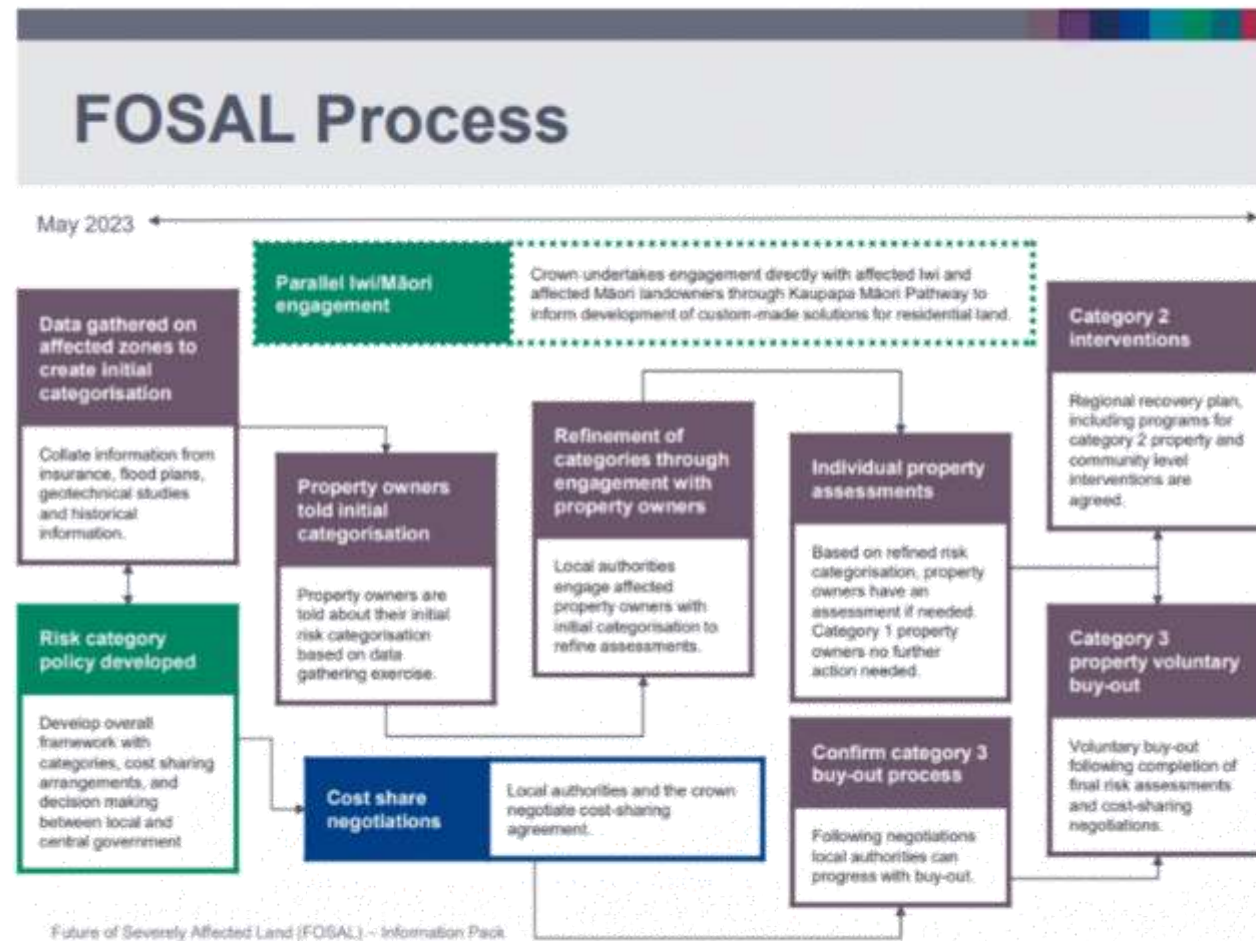 FOSAL Process
May 2023
Parallel Iwi/Māori
engagement
Crown undertakes engagement directly with affected Iwi and
affected Māori landowners through Kaupapa Māori Pathway to
inform development of custom-made solutions for residential land.
Data gathered on
affected zones to
create initial
categorisation
Collate information from
insurance, flood plans,
geotechnical studies
and historical
information.
Risk category
policy developed
Develop overall
framework with
categories, cost sharing
arrangements, and
decision making
between local and
central government
Property owners
told initial
categorisation
Property owners are
told about their initial
risk categorisation
based on data
gathering exercise.
Cost share
negotiations
Local authorities and the crown
negotiate cost-sharing
agreement.
Refinement of
categories through
engagement with
property owners
Local authorities
engage affected
property owners with
initial categorisation to
refine assessments.
Individual property
assessments
Based on refined risk
categorisation, property
owners have an
assessment if needed.
Category 1 property
owners no further
action needed.
Confirm category 3
buy-out process
Following negotiations
local authorities can
progress with buy-out.
Category 2
interventions
Regional recovery plan,
including programs for
category 2 property and
community level
interventions are
agreed.
Category 3
property voluntary
buy-out
Voluntary buy-out
following completion of
final risk assessments
and cost-sharing
negotiations.
Future of Severely Affected Land (FOSAL) – Information Pack